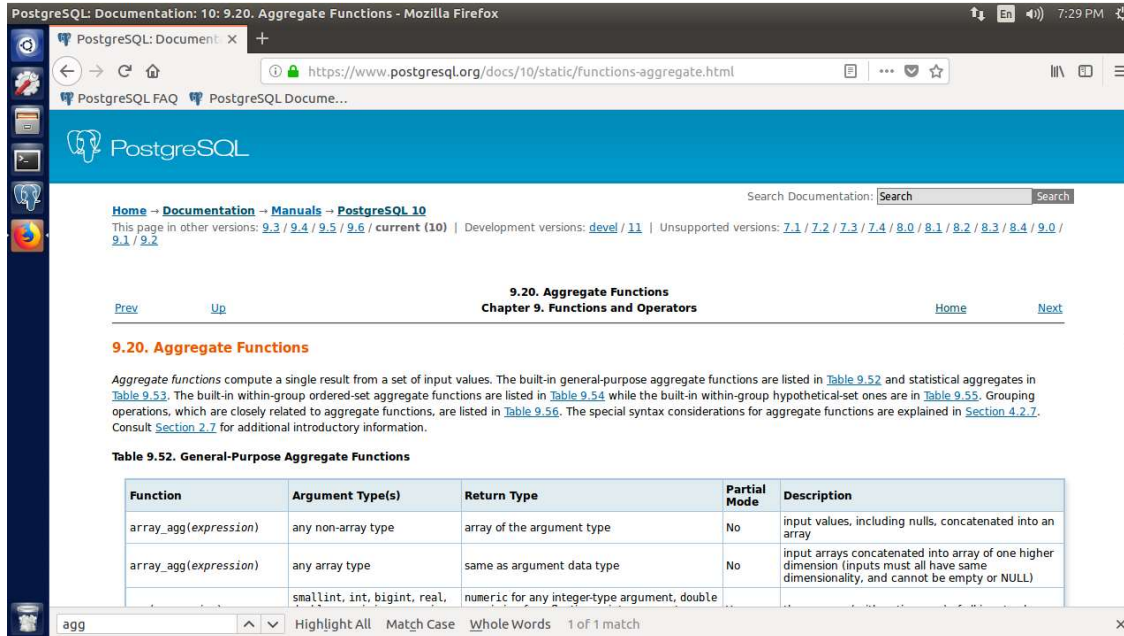 PostgreSQL: Documentation: 10: 9.20. Aggregate Functions - Mozilla Firefox
En 7:29 PM
PostgreSQL: Document
https://www.postgresql.org/docs/10/static/functions-aggregate.html
PostgreSQL FAQ PostgreSQL Docume...
PostgreSQL
Search Documentation: Search Search
Home → Documentation → Manuals → PostgreSQL 10
This page in other versions: 9.3 / 9.4 / 9.5 / 9.6 / current (10) | Development versions: devel / 11 | Unsupported versions: 7.1 / 7.2 / 7.3 / 7.4 / 8.0 / 8.1 / 8.2 / 8.3 / 8.4 / 9.0 /
9.1 / 9.2
9.20. Aggregate Functions
Prev Up Chapter 9. Functions and Operators Home Next
9.20. Aggregate Functions
Aggregate functions compute a single result from a set of input values. The built-in general-purpose aggregate functions are listed in Table 9.52 and statistical aggregates in
Table 9.53. The built-in within-group ordered-set aggregate functions are listed in Table 9.54 while the built-in within-group hypothetical-set ones are in Table 9.55. Grouping
operations, which are closely related to aggregate functions, are listed in Table 9.56. The special syntax considerations for aggregate functions are explained in Section 4.2.7.
Consult Section 2.7 for additional introductory information.
Table 9.52. General-Purpose Aggregate Functions
Function Argument Type(s) Return Type Partial Mode Description
array_agg(expression) any non-array type array of the argument type No input values, including nulls, concatenated into an
array
array_agg(expression) any array type same as argument data type No input arrays concatenated into array of one higher
dimension (inputs must all have same
dimensionality, and cannot be empty or NULL)
smallint, int, bigint, real, numeric for any integer-type argument, double
agg Highlight All Match Case Whole Words 1 of 1 match